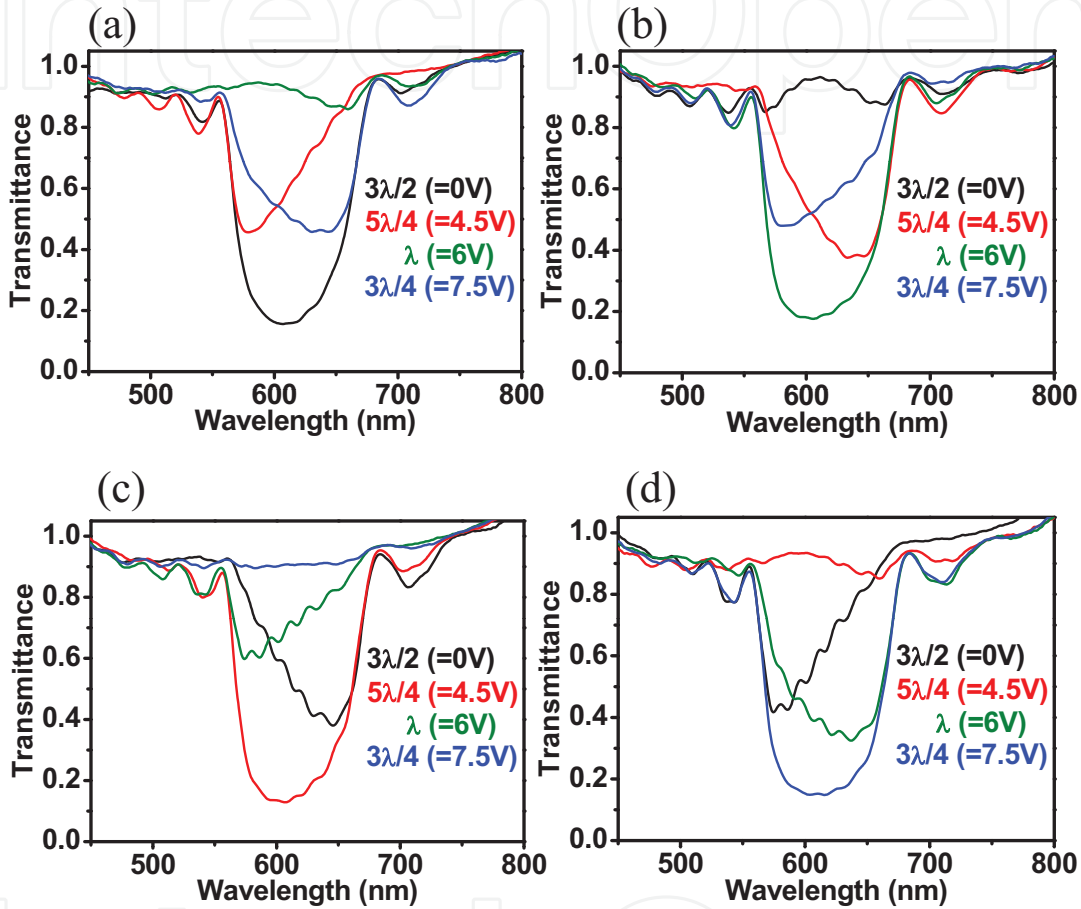 InTechOpen
(a)
Transmittance
1.0
0.8
0.6
0.4
0.2
0.0
500
600
700
800
Wavelength (nm)
3λ/2 (=0V)
5λ/4 (=4.5V)
λ (=6V)
3λ/4 (=7.5V)
(b)
Transmittance
1.0
0.8
0.6
0.4
0.2
0.0
500
600
700
800
Wavelength (nm)
3λ/2 (=0V)
5λ/4 (=4.5V)
λ (=6V)
3λ/4 (=7.5V)
(c)
Transmittance
1.0
0.8
0.6
0.4
0.2
0.0
500
600
700
800
Wavelength (nm)
3λ/2 (=0V)
5λ/4 (=4.5V)
λ (=6V)
3λ/4 (=7.5V)
(d)
Transmittance
1.0
0.8
0.6
0.4
0.2
0.0
500
600
700
800
Wavelength (nm)
3λ/2 (=0V)
5λ/4 (=4.5V)
λ (=6V)
3λ/4 (=7.5V)